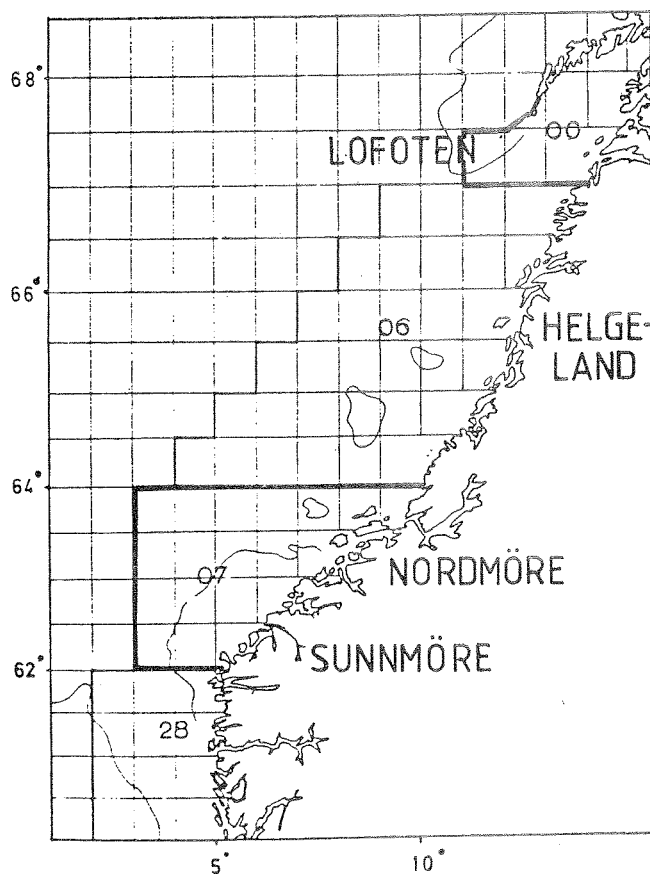 68°
00
LOFOTEN
66°
06
HELGE-
LAND
64°
07
NORDMÖRE
SUNNMÖRE
62°
28
5°
10°